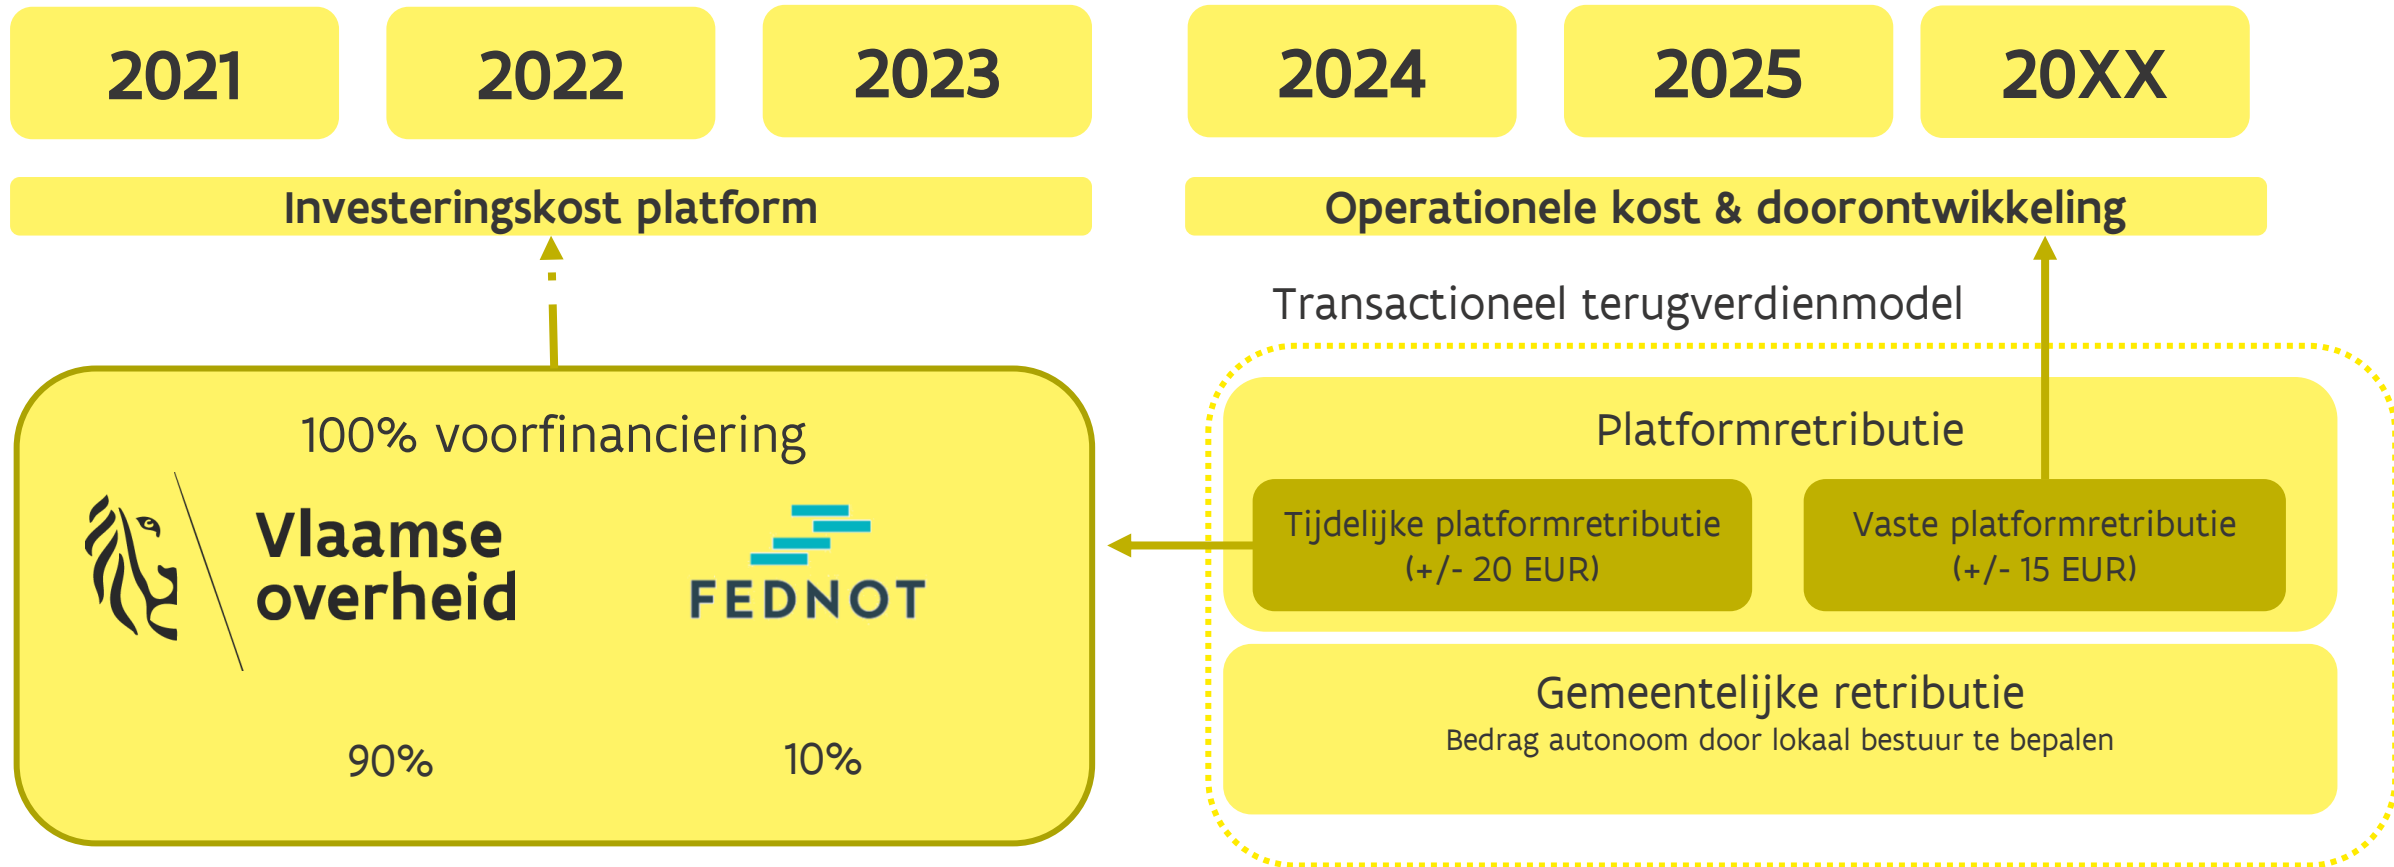 2021
2022
2023
2024
2025
20XX
Investeringskost platform
Operationele kost & doorontwikkeling
Transactioneel terugverdienmodel
100% voorfinanciering
Vlaamse
overheid
FEDNOT
90%
10%
Platformretributie
Tijdelijke platformretributie
(+/- 20 EUR)
Vaste platformretributie
(+/- 15 EUR)
Gemeentelijke retributie
Bedrag autonoom door lokaal bestuur te bepalen